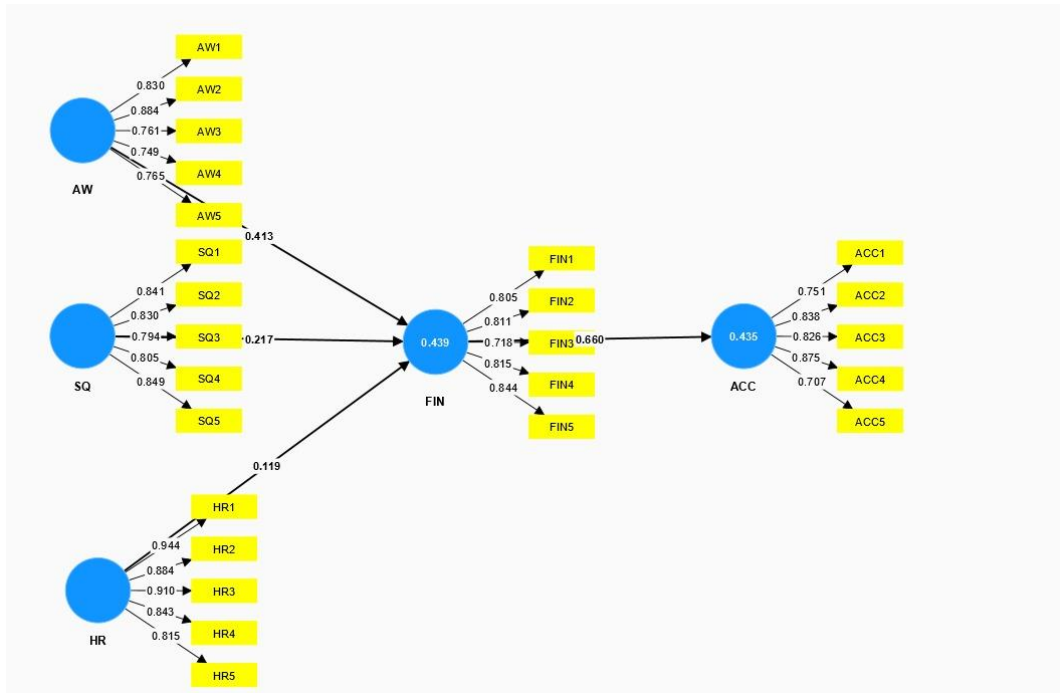 AW1
0.830
AW2
0.884
AW3
0.761
AW4
0.749
AW5
0.765
AW
0.413
SQ1
0.841
SQ2
0.830
SQ3
0.794
SQ4
0.805
SQ5
0.849
SQ
0.217
HR1
0.944
HR2
0.884
HR3
0.910
HR4
0.843
HR5
0.815
HR
0.119
0.439
FIN
FIN1
0.805
FIN2
0.811
FIN3
0.718
FIN4
0.815
FIN5
0.844
0.660
0.435
ACC
ACC1
0.751
ACC2
0.838
ACC3
0.826
ACC4
0.875
ACC5
0.707